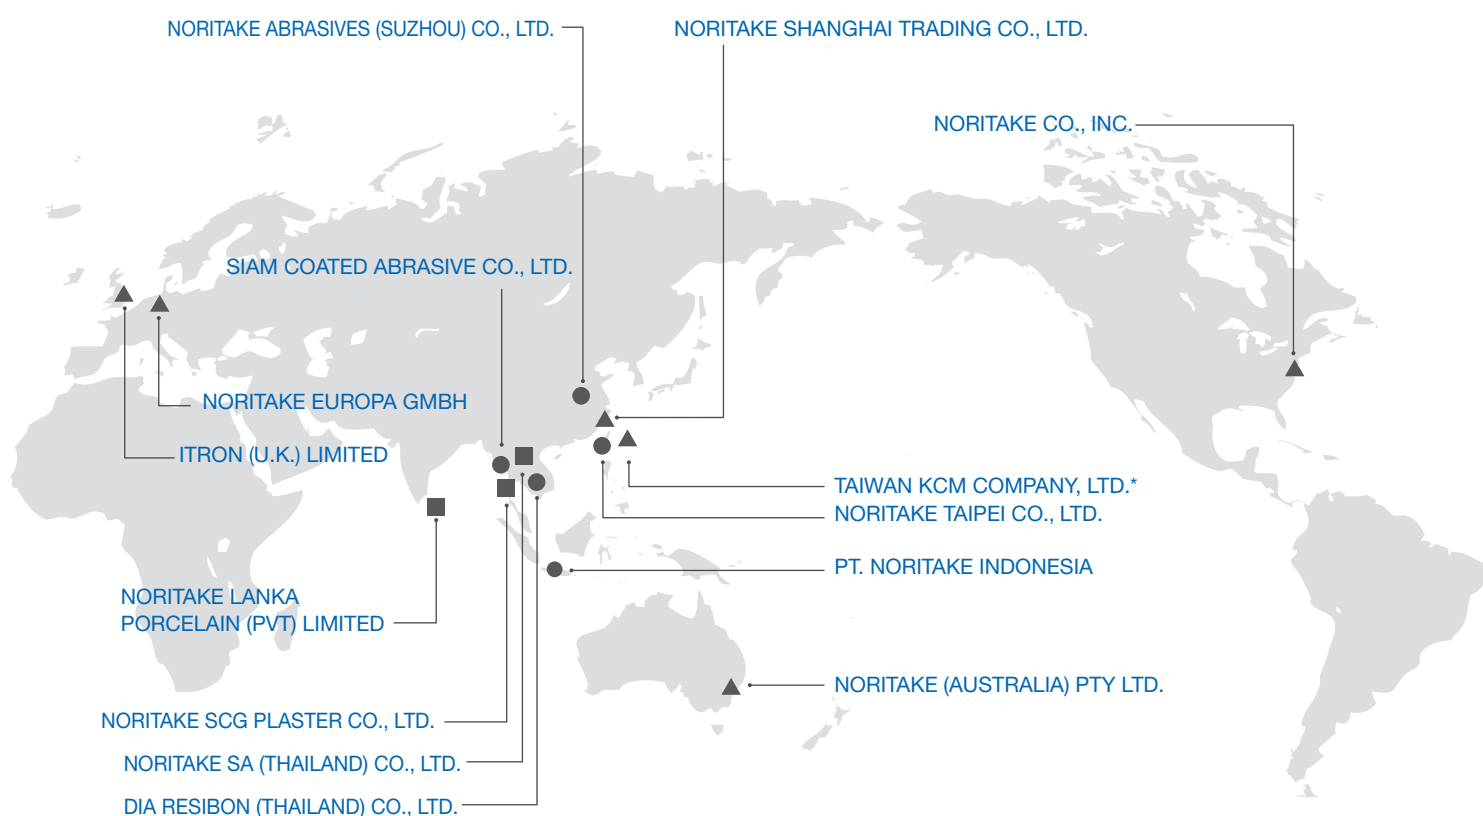 NORITAKE ABRASIVES (SUZHOU) CO., LTD.
NORITAKE SHANGHAI TRADING CO., LTD.
NORITAKE CO., INC.
SIAM COATED ABRASIVE CO., LTD.
NORITAKE EUROPA GMBH
ITRON (U.K.) LIMITED
TAIWAN KCM COMPANY, LTD.*
NORITAKE TAIPEI CO., LTD.
PT. NORITAKE INDONESIA
NORITAKE LANKA
PORCELAIN (PVT) LIMITED
NORITAKE (AUSTRALIA) PTY LTD.
NORITAKE SCG PLASTER CO., LTD.
NORITAKE SA (THAILAND) CO., LTD.
DIA RESIBON (THAILAND) CO., LTD.